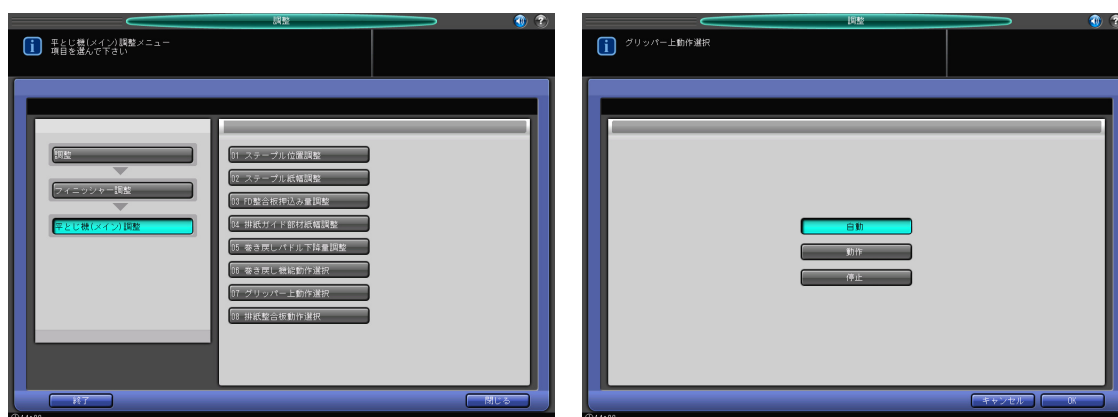 調整
平とじ機(メイン)調整メニュー
項目を選んで下さい
調整
フィニッシャー調整
平とじ機(メイン)調整
01 ステープル位置調整
02 ステープル紙幅調整
03 FD整合板押込み量調整
04 排紙ガイド部材紙幅調整
05 巻き戻しパドル下降量調整
06 巻き戻し機能動作選択
07 グリッパー上動作選択
08 排紙整合板動作選択
終了
閉じる
調整
グリッパー上動作選択
自動
動作
停止
キャンセル
OK